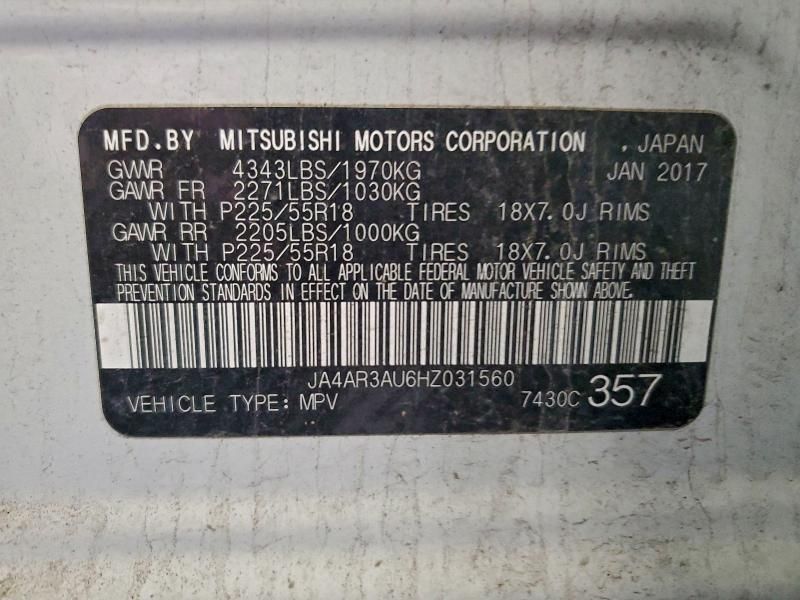 MFD.BY MITSUBISHI MOTORS CORPORATION , JAPAN
GVWR 4343LBS/1970KG JAN 2017
GAWR FR 2271LBS/1030KG
WITH P225/55R18 TIRES 18X7.0J RIMS
GAWR RR 2205LBS/1000KG
WITH P225/55R18 TIRES 18X7.0J RIMS
THIS VEHICLE CONFORMS TO ALL APPLICABLE FEDERAL MOTOR VEHICLE SAFETY AND THEFT
PREVENTION STANDARDS IN EFFECT ON THE DATE OF MANUFACTURE SHOWN ABOVE.
JA4AR3AU6HZ031560
VEHICLE TYPE: MPV 7430C 357